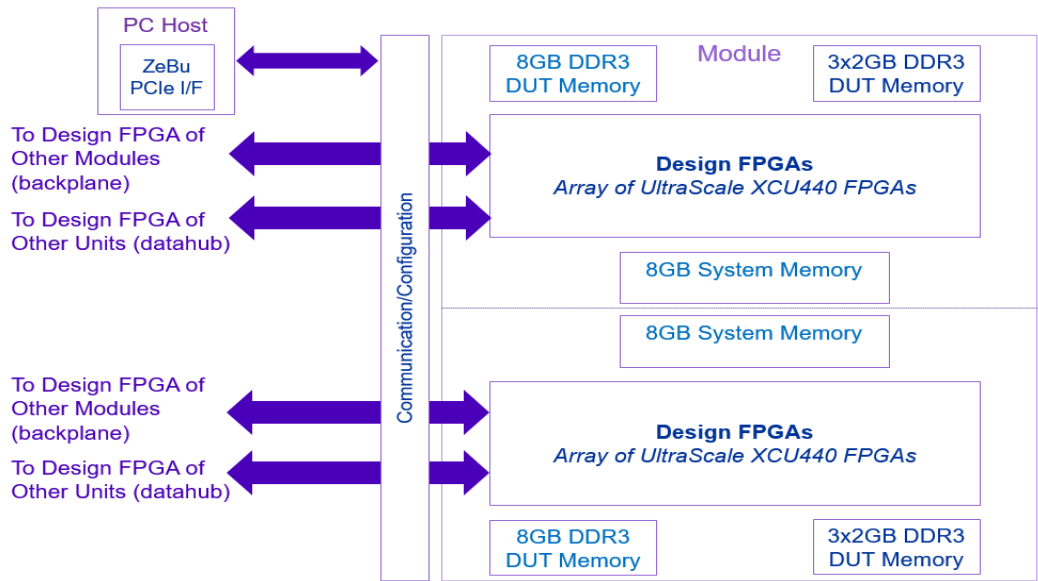 PC Host
ZeBu
PCIe I/F
To Design FPGA of
Other Modules
(backplane)
To Design FPGA of
Other Units (datahub)
To Design FPGA of
Other Modules
(backplane)
To Design FPGA of
Other Units (datahub)
Communication/Configuration
Module
8GB DDR3
DUT Memory
3x2GB DDR3
DUT Memory
Design FPGAs
Array of UltraScale XCU440 FPGAs
8GB System Memory
8GB System Memory
Design FPGAs
Array of UltraScale XCU440 FPGAs
8GB DDR3
DUT Memory
3x2GB DDR3
DUT Memory